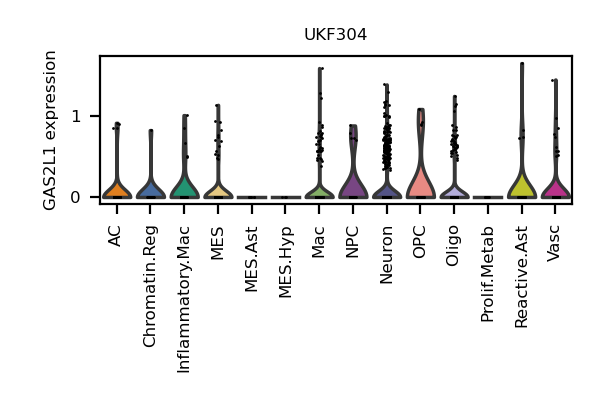 UKF304
GAS2L1 expression
1
0
AC
Chromatin.Reg
Inflammatory.Mac
MES
MES.Ast
MES.Hyp
Mac
NPC
Neuron
OPC
Oligo
Prolif.Metab
Reactive.Ast
Vasc